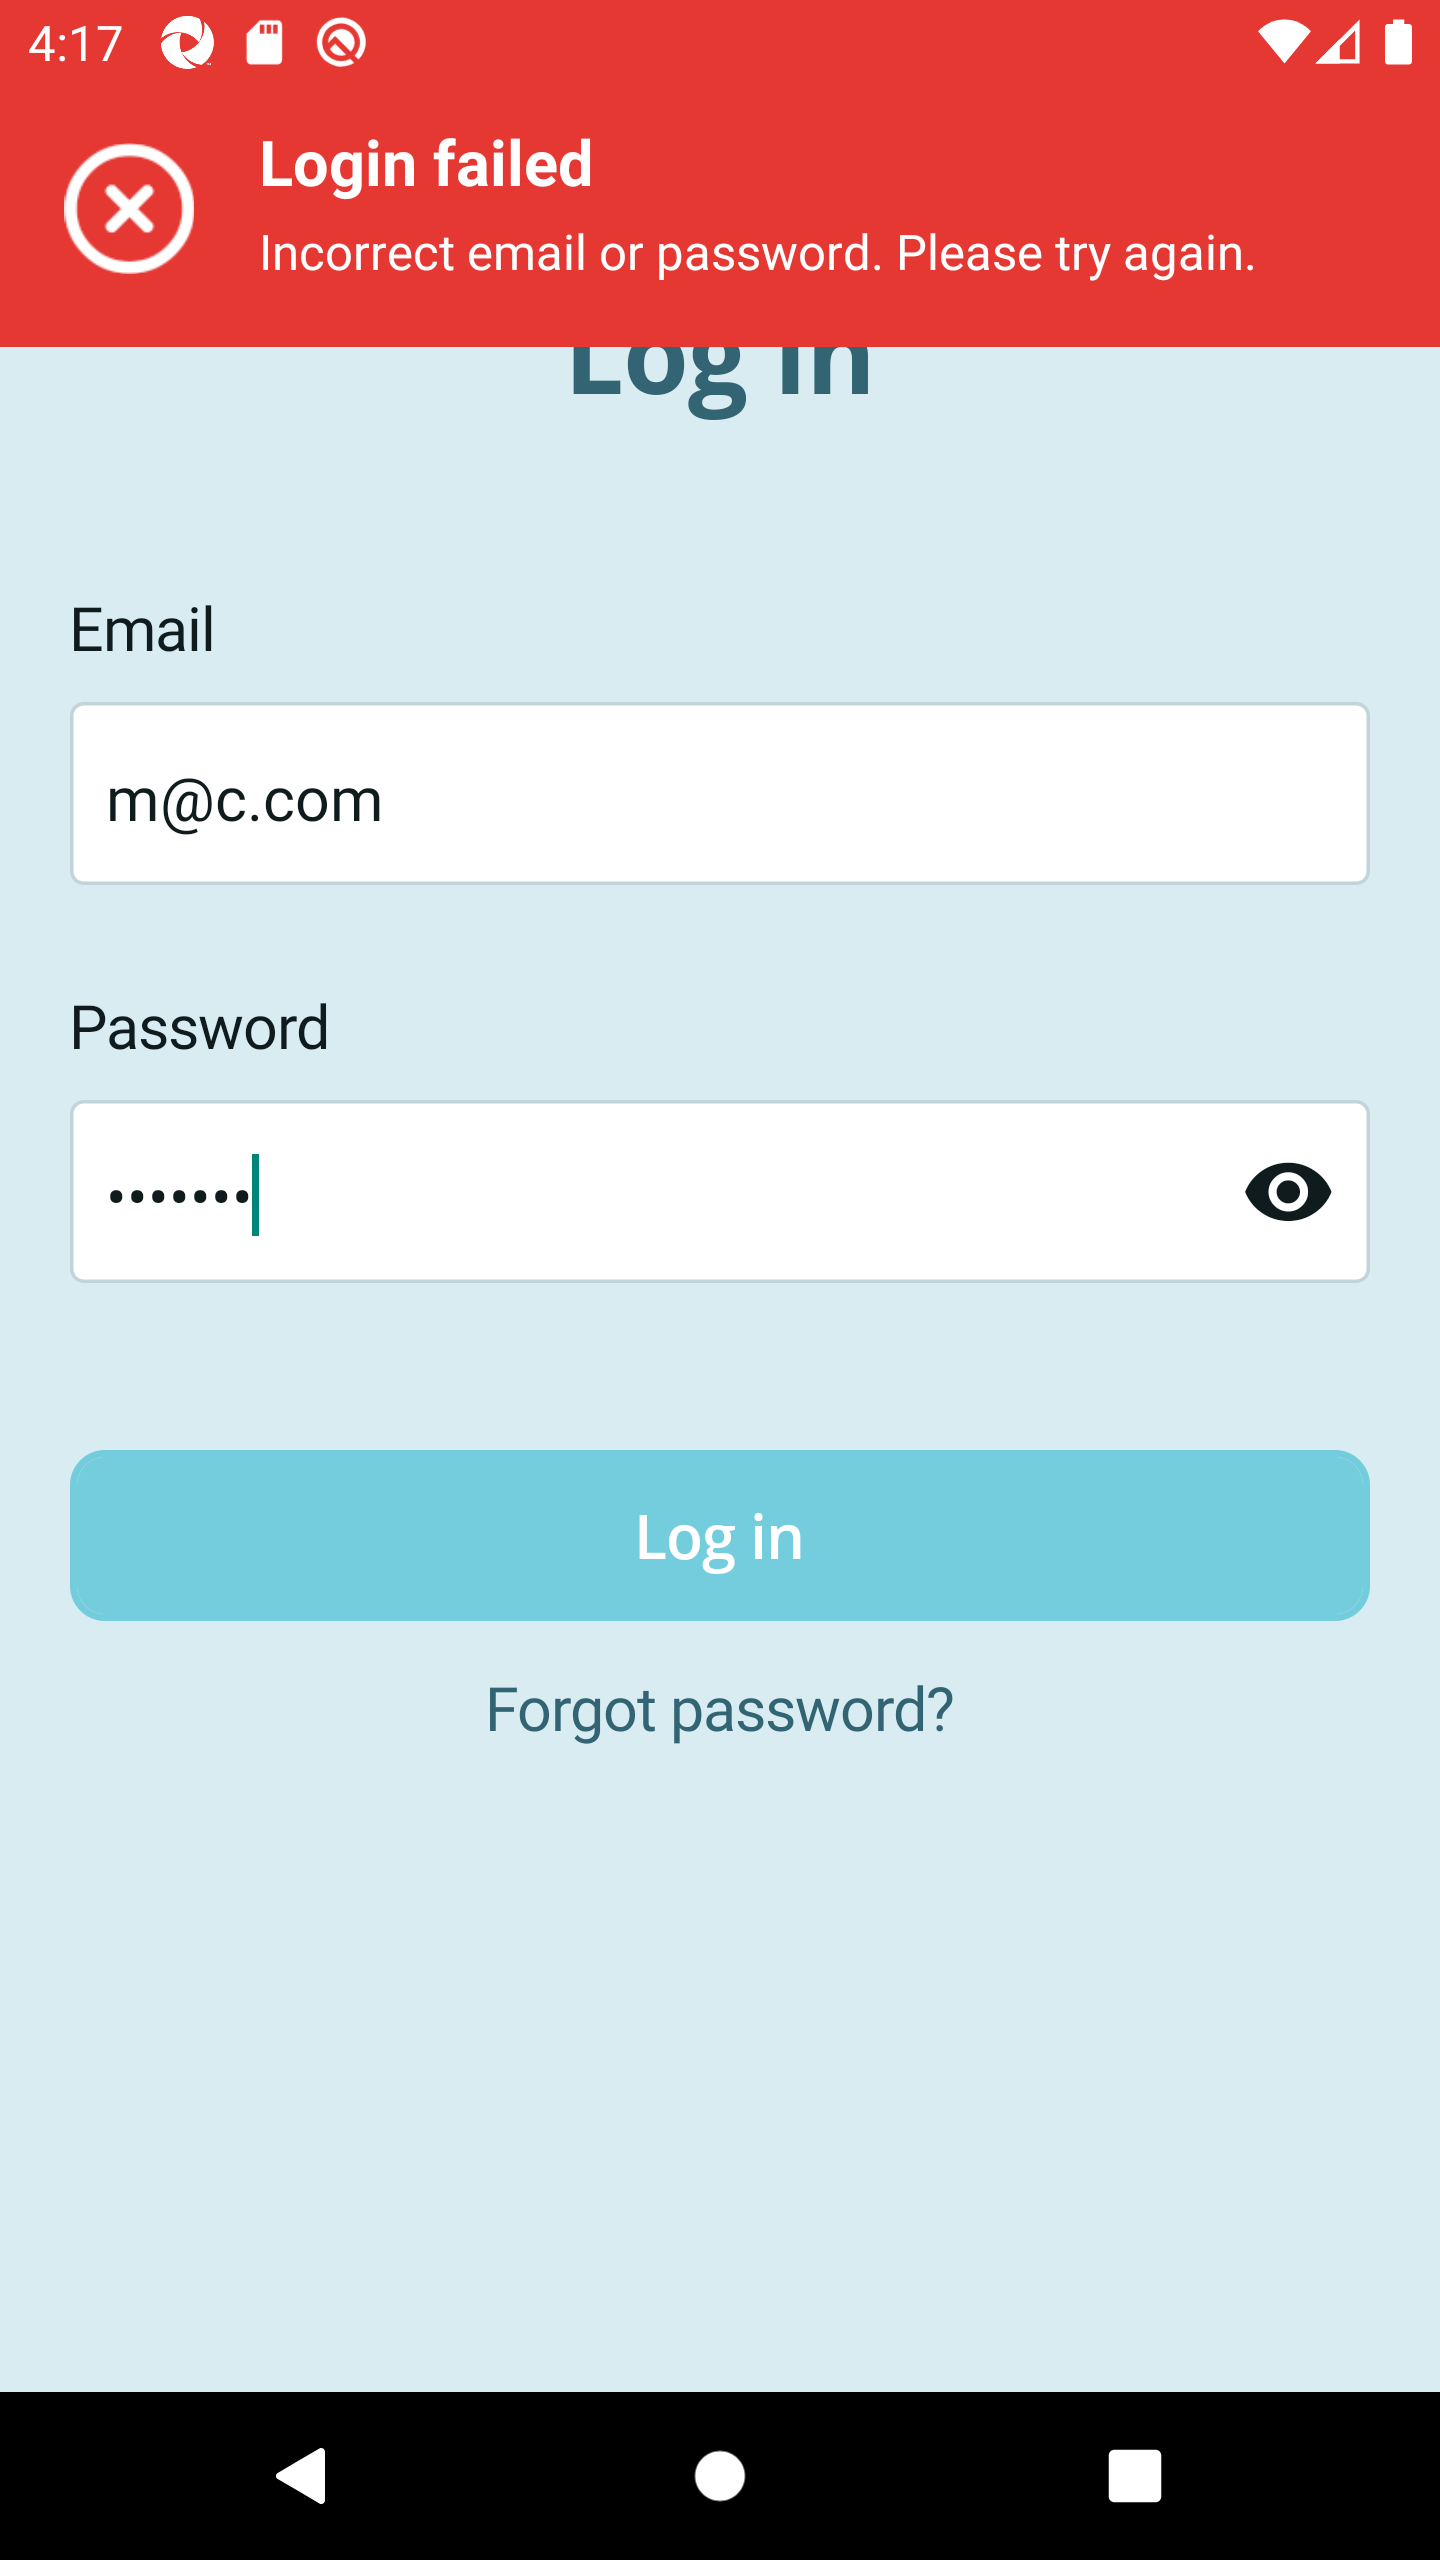 4:17
Login failed
Incorrect email or password. Please try again.
Log in
Email
m@c.com
Password
•••••••
Log in
Forgot password?